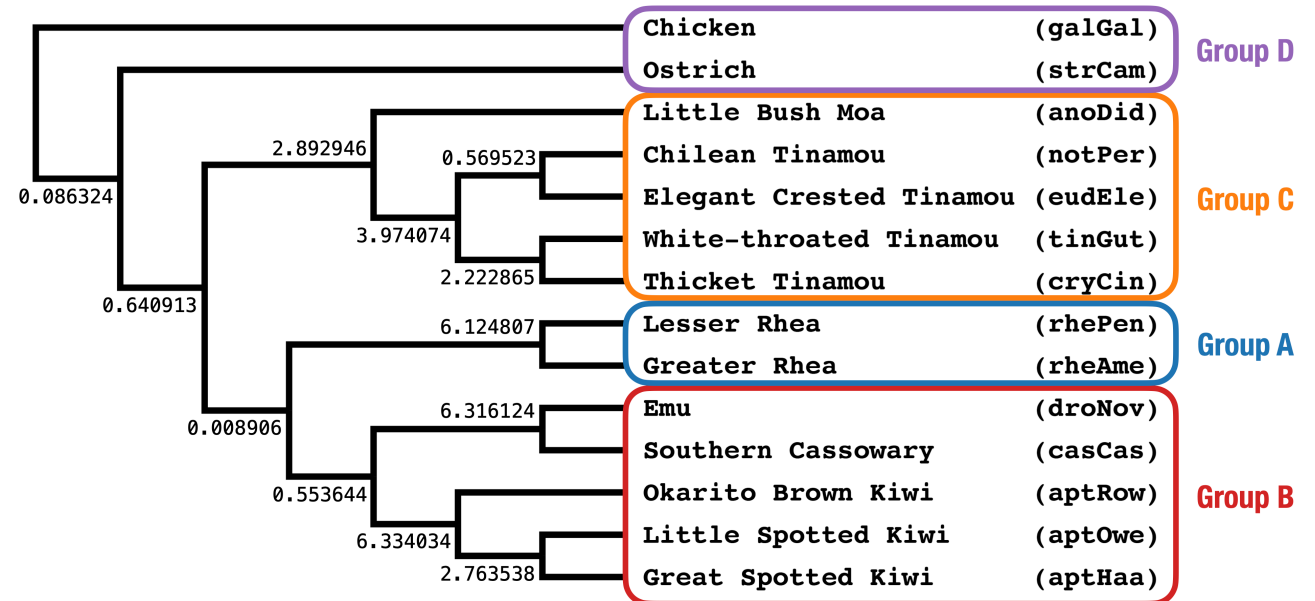 Chicken (galGal)
Group D
Ostrich (strCam)
Little Bush Moa (anoDid)
2.892946
0.569523
Chilean Tinamou (notPer)
0.086324
Elegant Crested Tinamou (eudEle)
Group C
3.974074
White-throated Tinamou (tinGut)
2.222865
Thicket Tinamou (cryCin)
0.640913
6.124807
Lesser Rhea (rhePen)
Group A
Greater Rhea (rheAme)
0.008906
6.316124
Emu (droNov)
Southern Cassowary (casCas)
0.553644
Okarito Brown Kiwi (aptRow)
Group B
6.334034
Little Spotted Kiwi (aptOwe)
2.763538
Great Spotted Kiwi (aptHaa)